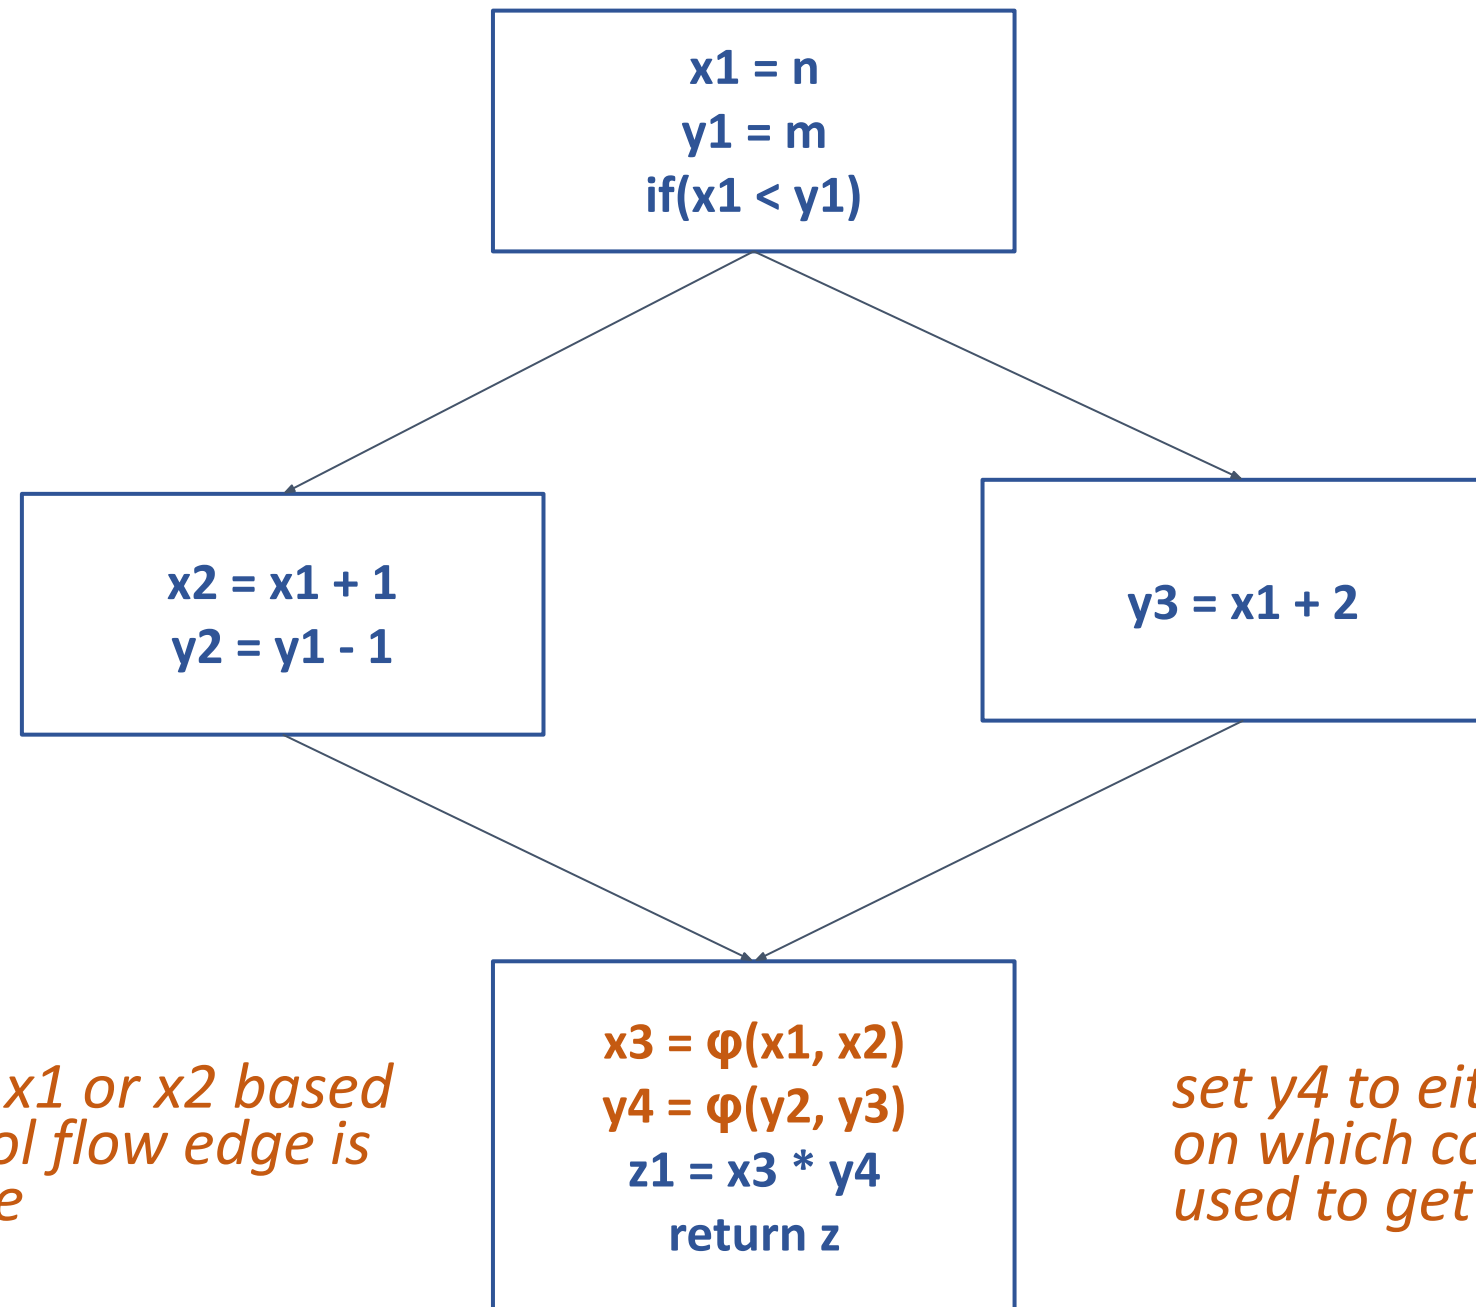 x1 = n
y1 = m
if(x1 < y1)
x2 = x1 + 1
y2 = y1 - 1
y3 = x1 + 2
x3 = φ(x1, x2)
y4 = φ(y2, y3)
z1 = x3 * y4
return z
x1 or x2 based
flow edge is
set y4 to
on which
used to get